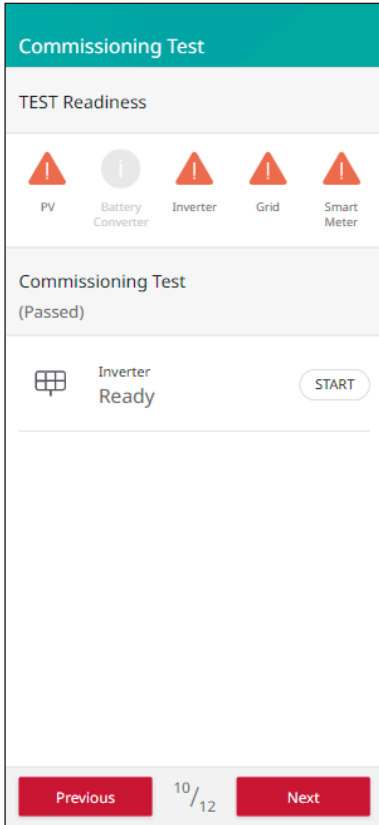 Commissioning Test
TEST Readiness
PV
Battery
Converter
Inverter
Grid
Smart
Meter
Commissioning Test
(Passed)
Inverter
Ready
START
Previous
10/12
Next